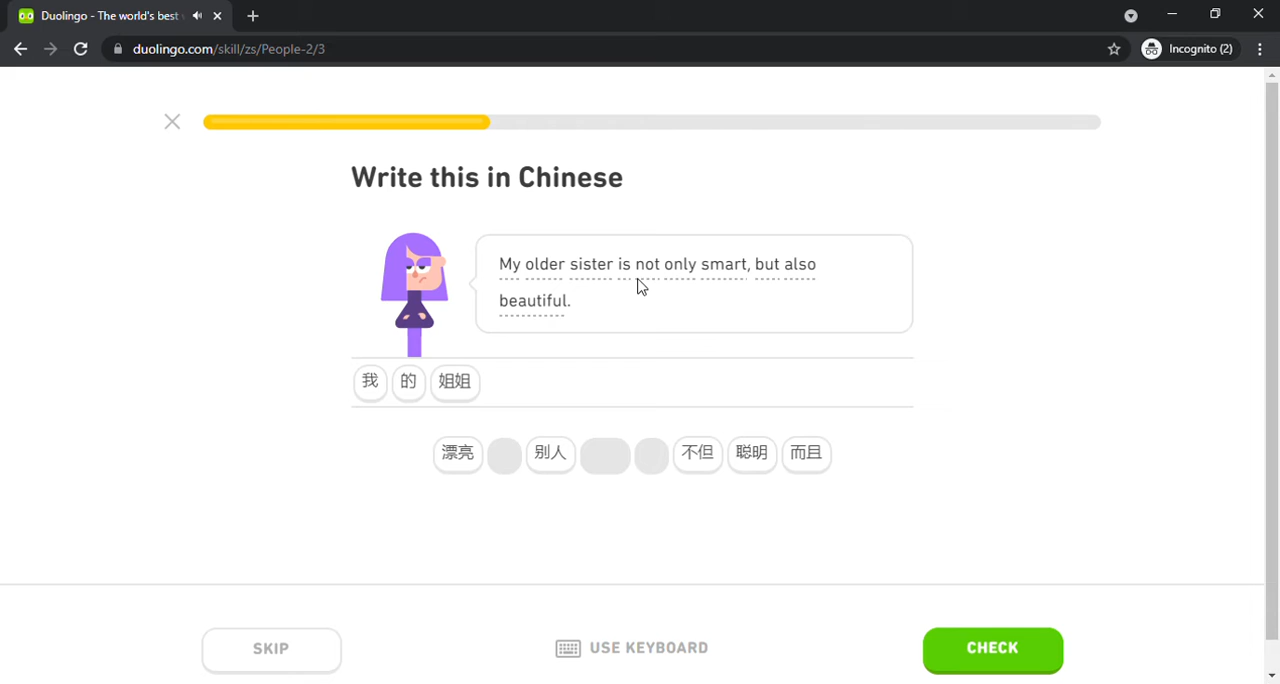 Duolingo - The world's best
duolingo.com/skill/zs/People-2/3
Incognito (2)
Write this in Chinese
My older sister is not only smart, but also
beautiful.
我 的 姐姐
漂亮 别人 不但 聪明 而且
SKIP
USE KEYBOARD
CHECK